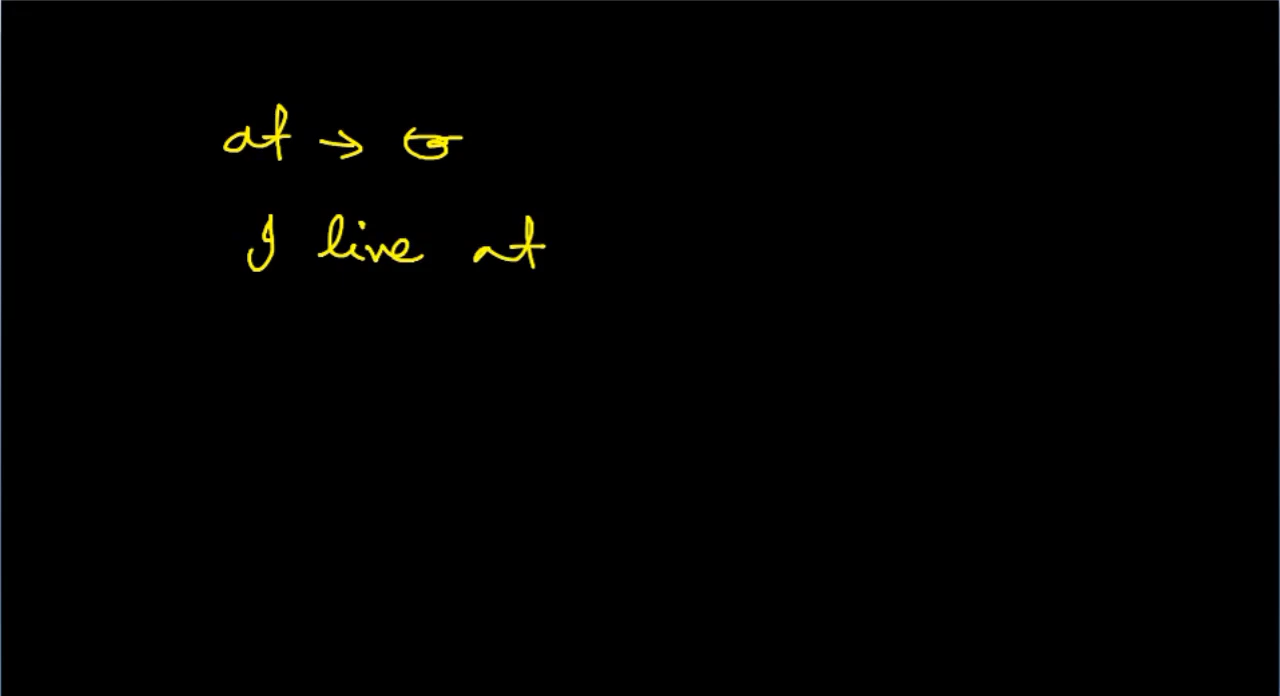 at →
I live at